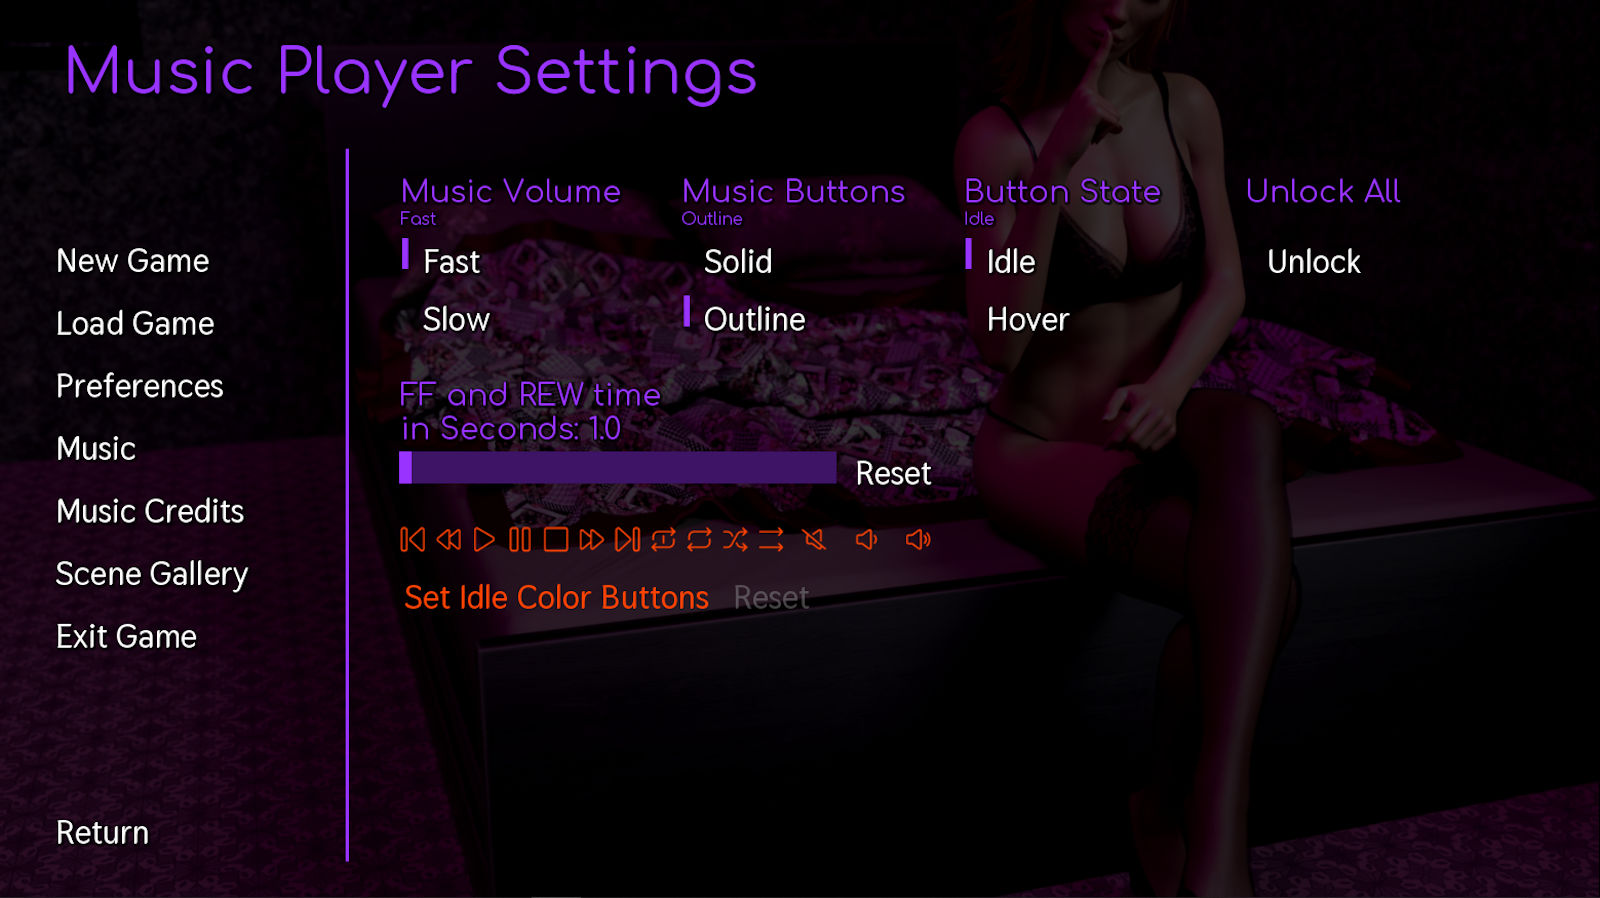 Music Player Settings
Music Volume
Fast
Fast
Slow
Music Buttons
Outline
Solid
Outline
Button State
Idle
Idle
Hover
Unlock All
Unlock
New Game
Load Game
Preferences
Music
Music Credits
Scene Gallery
Exit Game
Return
FF and REW time
in Seconds: 1.0
Reset
Set Idle Color Buttons Reset